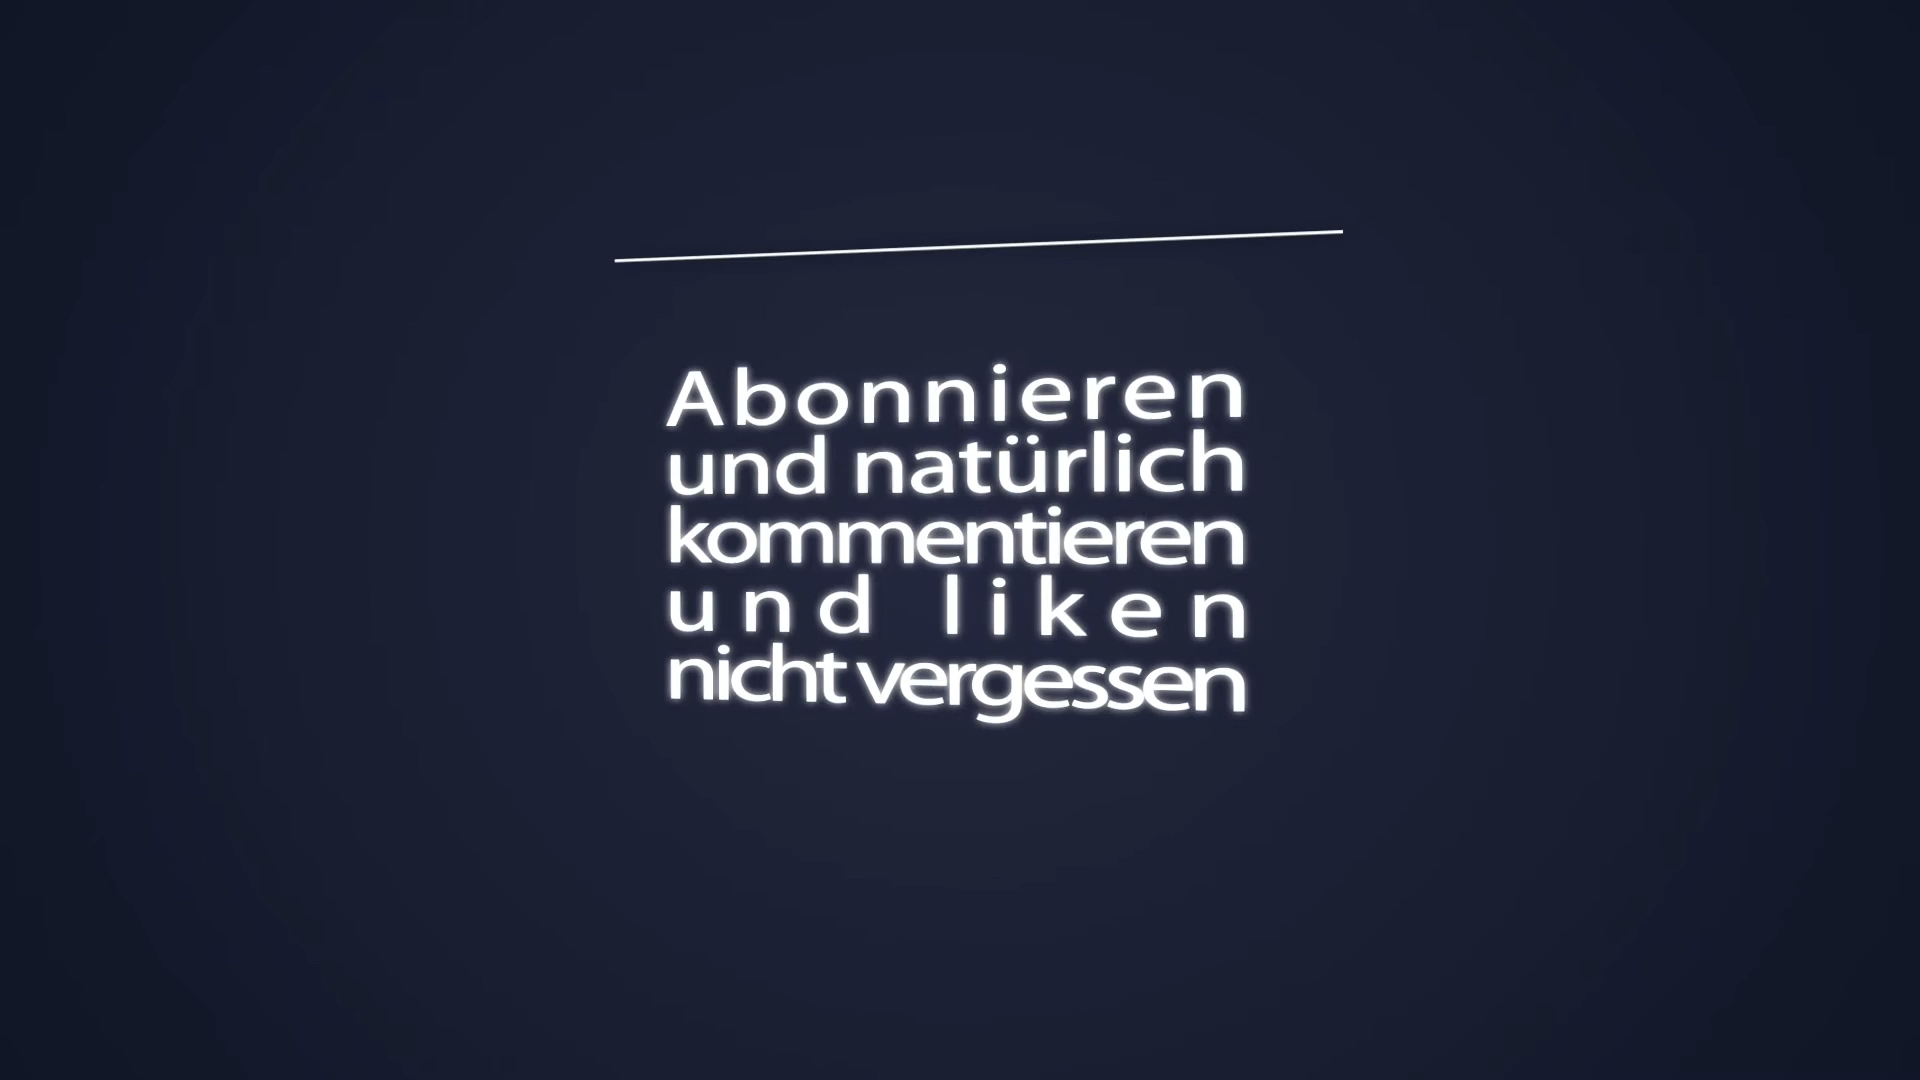 Abonnieren
und natürlich
kommentieren
und liken
nicht vergessen